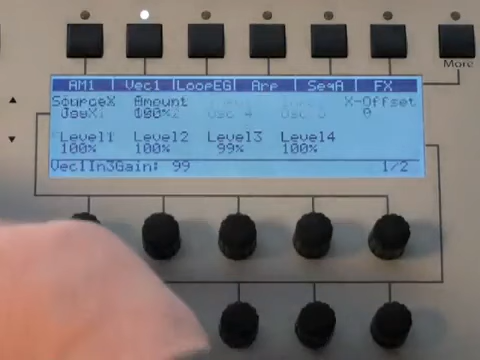 More
AM1 Vec1 LoopEG Arp SeqA FX
SourceX Amount X-Offset
JoyX 0
Level1 Level2 Level3 Level4
100% 100% 99% 100%
Vec1In3Gain: 99 1/2